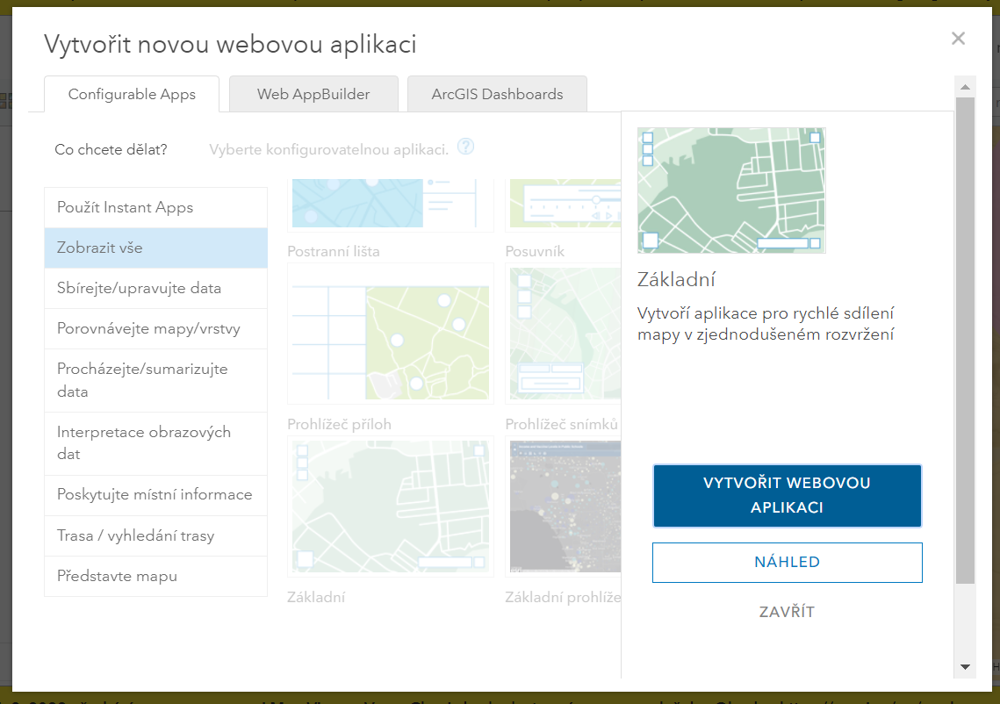 Vytvořit novou webovou aplikaci
Configurable Apps
Web AppBuilder
ArcGIS Dashboards
Co chcete dělat?
Vyberte konfigurovatelnou aplikaci.
?
Použít Instant Apps
Zobrazit vše
Sbírejte/upravujte data
Porovnávejte mapy/vrstvy
Procházejte/sumarizujte
data
Interpretace obrazových
dat
Poskytujte místní informace
Trasa / vyhledání trasy
Představte mapu
Postranní lišta
Posuvník
Prohlížeč příloh
Prohlížeč snímků
Základní
Základní prohlíže
Základní
Vytvoří aplikace pro rychlé sdílení
mapy v zjednodušeném rozvržení
VYTVOŘIT WEBOVOU
APLIKACI
NÁHLED
ZAVŘÍT